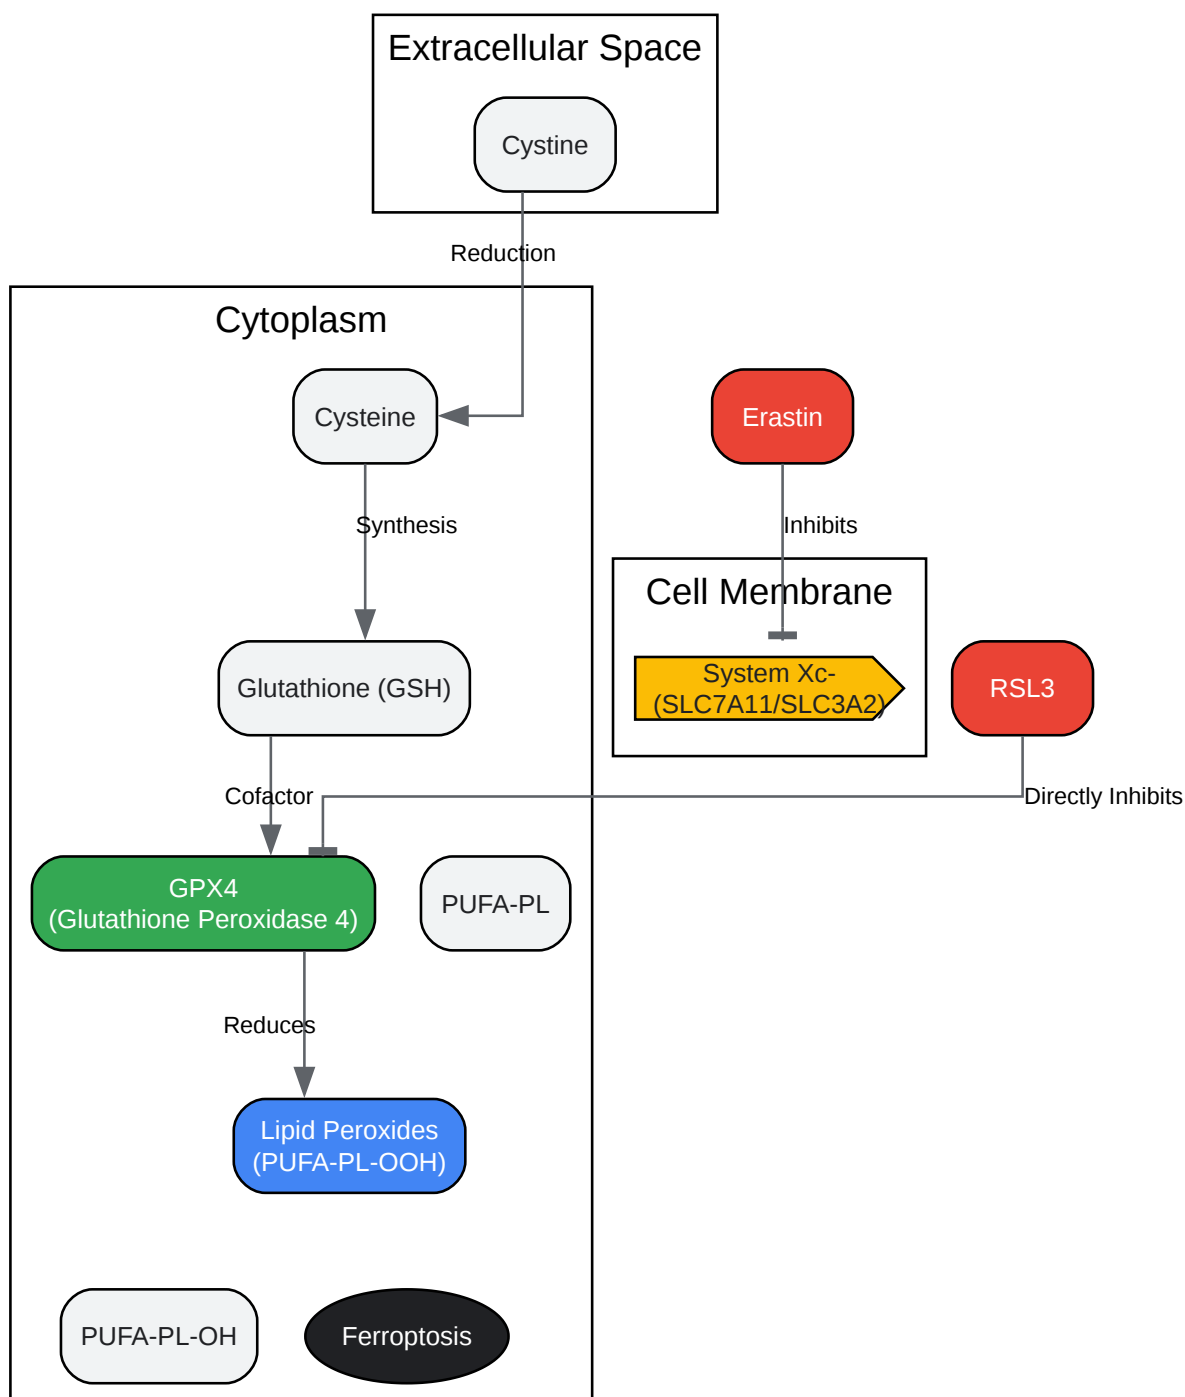 Extracellular Space
Cystine
Reduction
Cytoplasm
Cysteine
Erastin
Synthesis
Inhibits
Cell Membrane
Glutathione (GSH)
System Xc-
(SLC7A11/SLC3A2)
RSL3
Cofactor
Directly Inhibits
GPX4
(Glutathione Peroxidase 4)
PUFA-PL
Reduces
Lipid Peroxides
(PUFA-PL-OOH)
PUFA-PL-OH
Ferroptosis